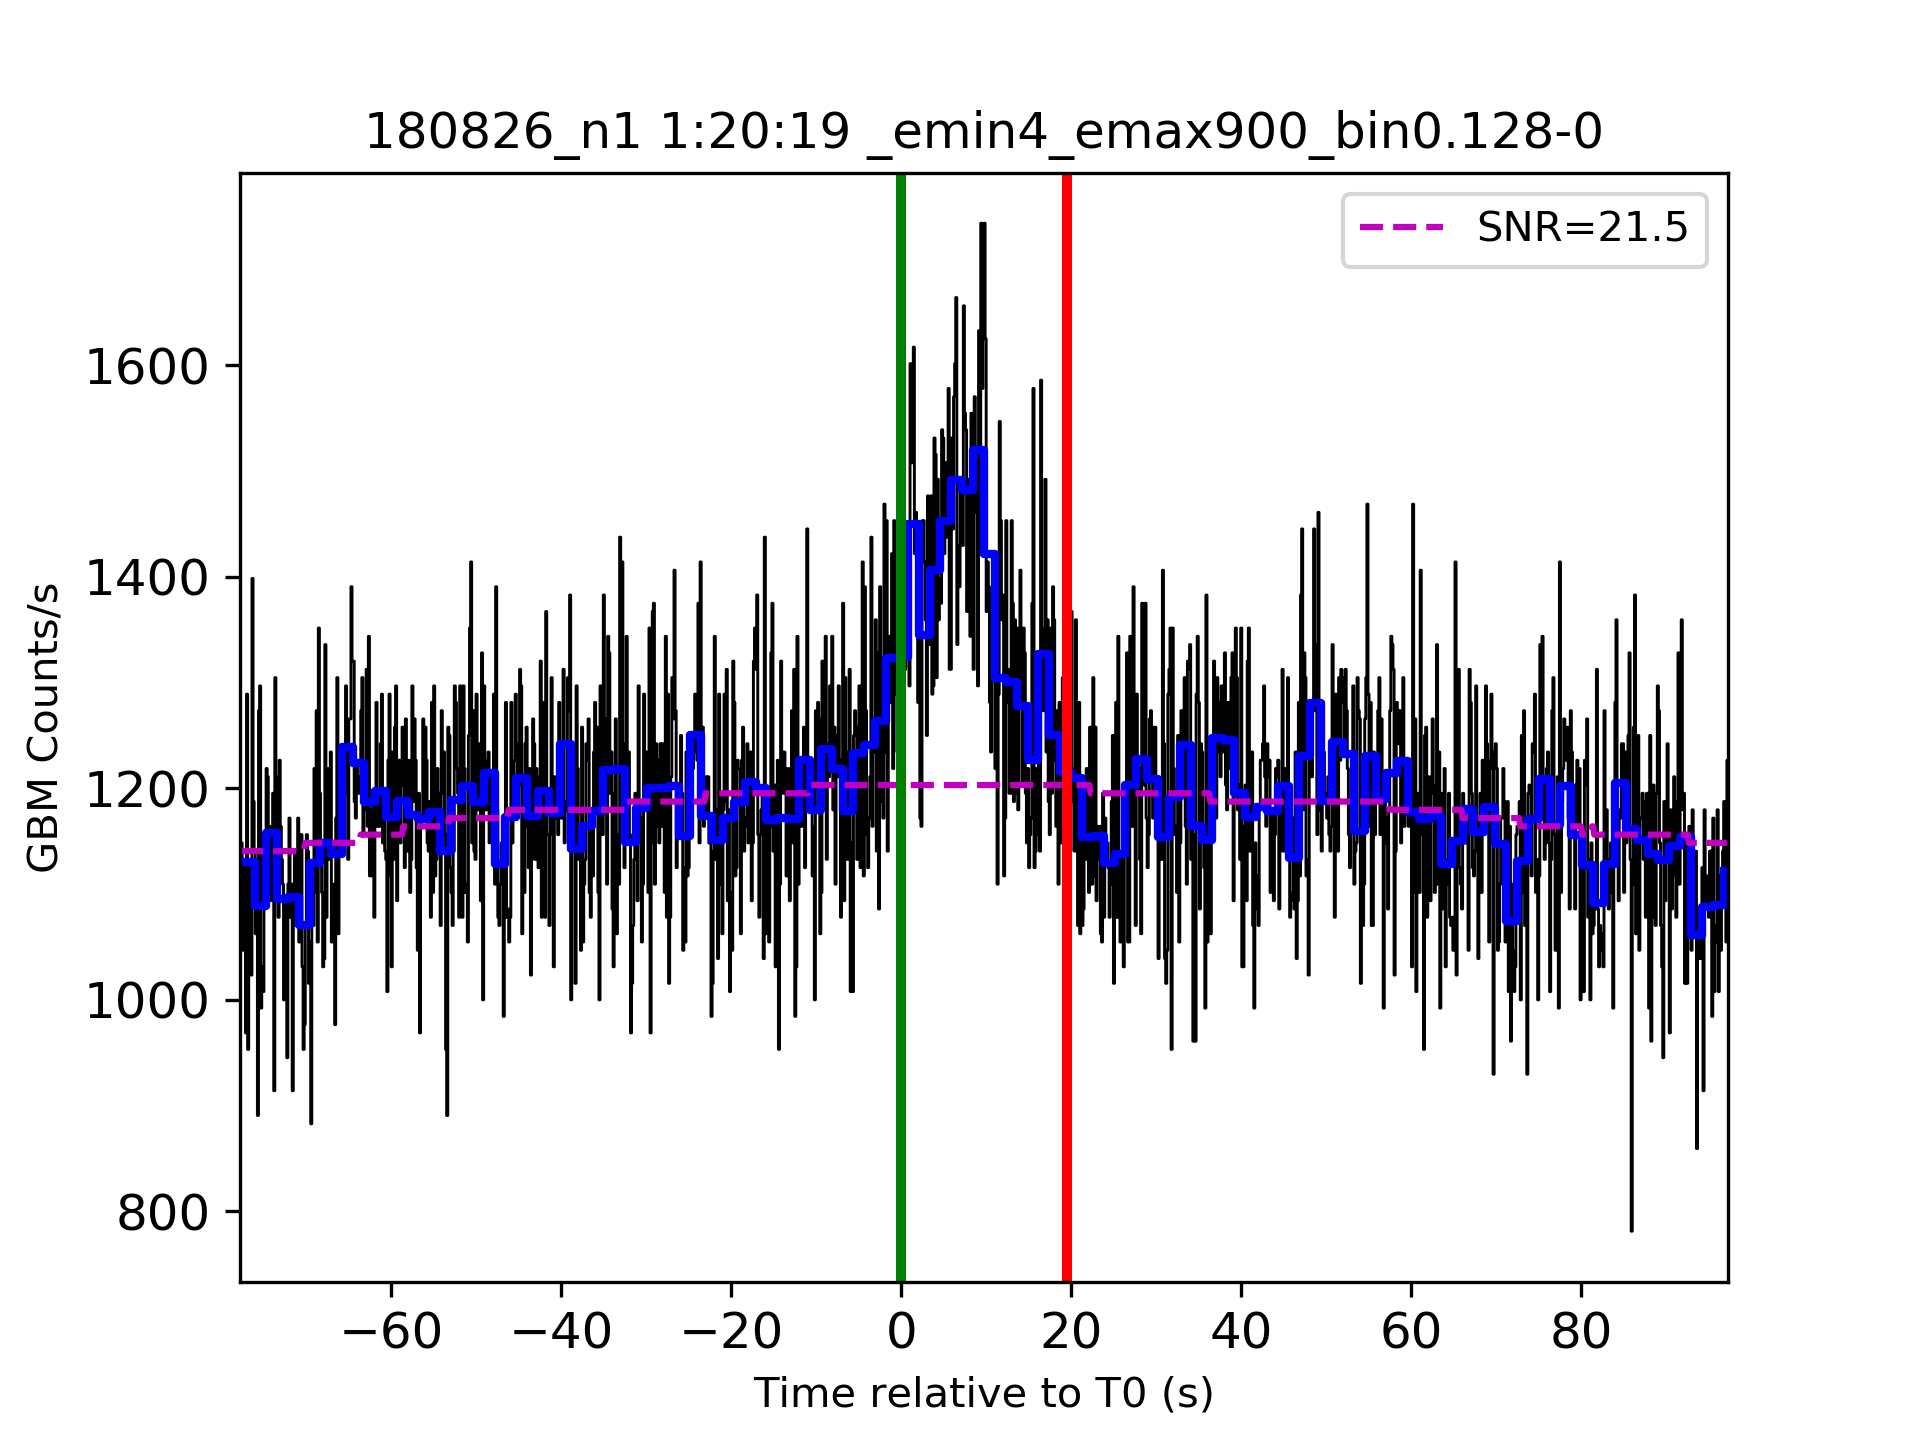 180826_n1 1:20:19 _emin4_emax900_bin0.128-0
SNR=21.5
GBM Counts/s
1600
1400
1200
1000
800
−60 −40 −20 0 20 40 60 80
Time relative to T0 (s)